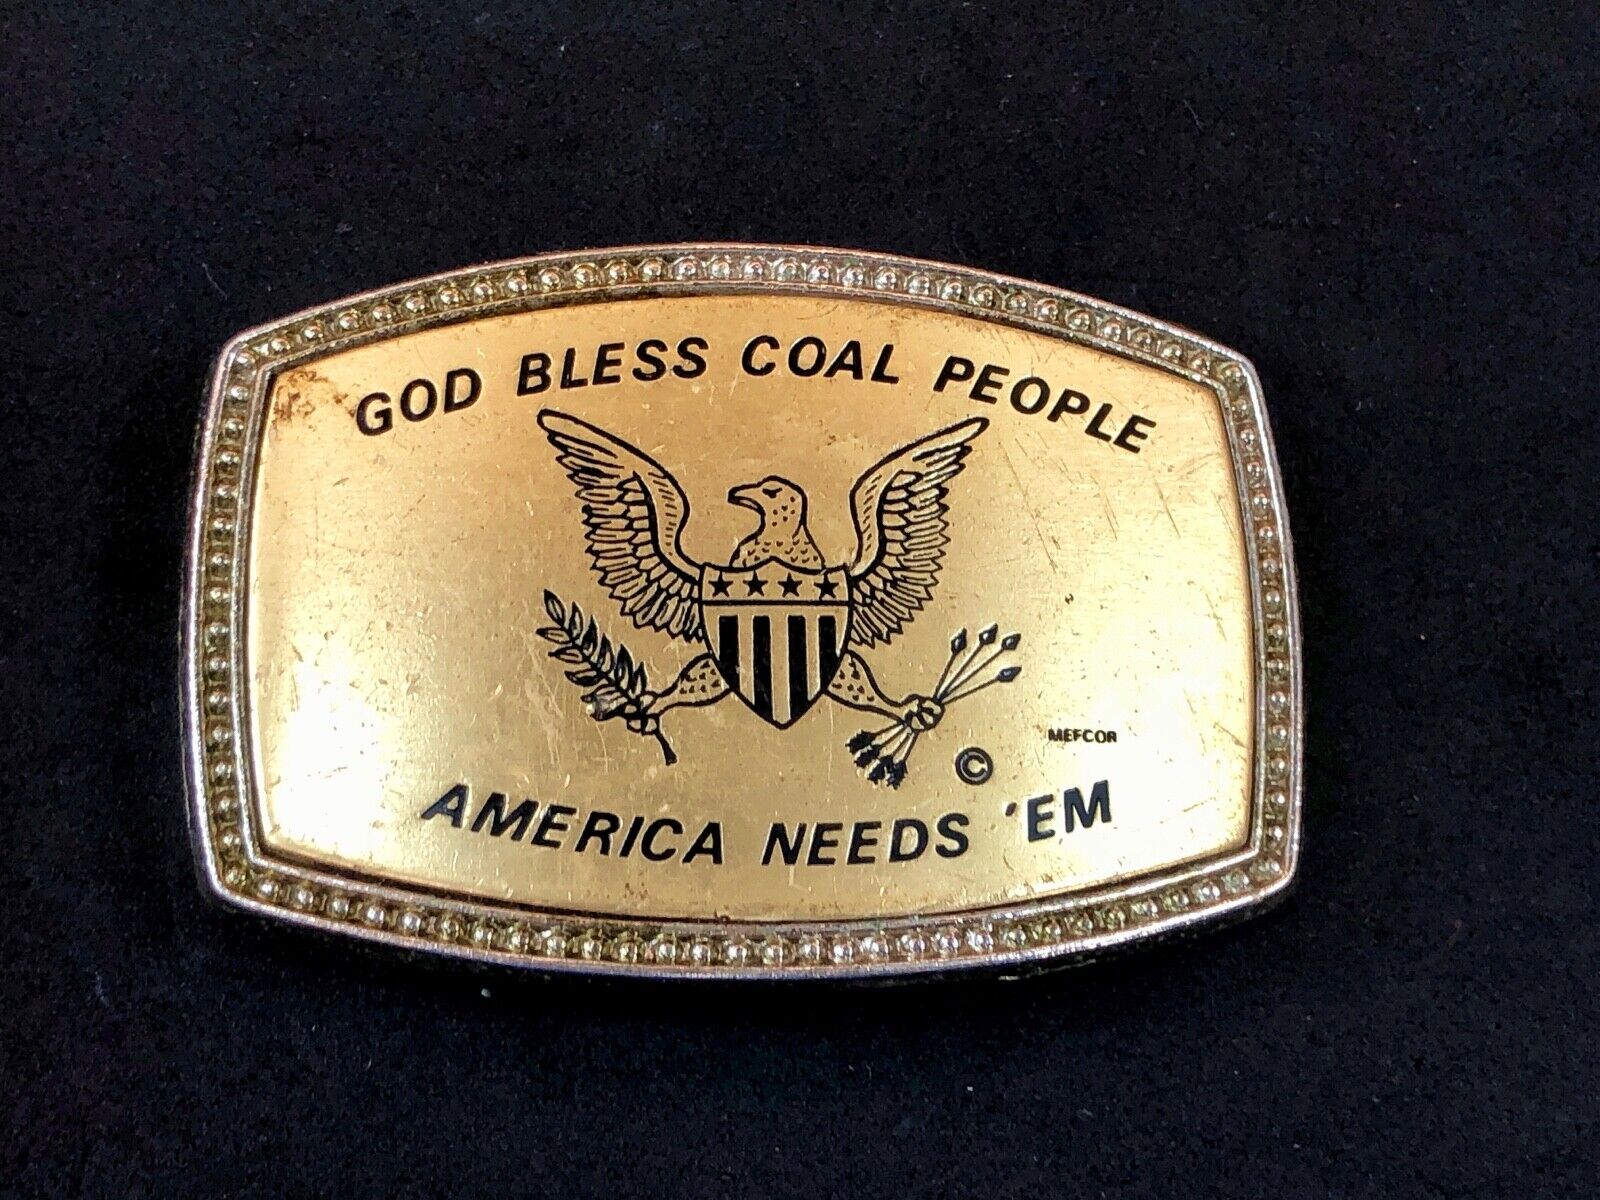 GOD BLESS COAL PEOPLE
MEFCOR
©
AMERICA NEEDS 'EM